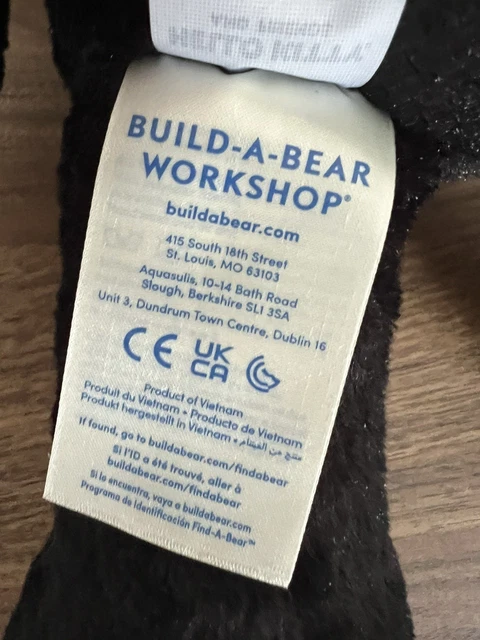 BUILD-A-BEAR
WORKSHOP®
buildabear.com
415 South 18th Street
St. Louis, MO 63103
Aquasulis, 10-14 Bath Road
Slough, Berkshire SL1 3SA
Unit 3, Dundrum Town Centre, Dublin 16
CE UK
CA
Product of Vietnam
Produit du Vietnam • Producto de Vietnam
Produkt hergestellt in Vietnam • منتج من الفيتنام
If found, go to buildabear.com/findabear
Si l'ID a été trouvé, aller à
buildabear.com/findabear
Si lo encuentra, vaya a buildabear.com
Programa de Identificación Find-A-Bear™